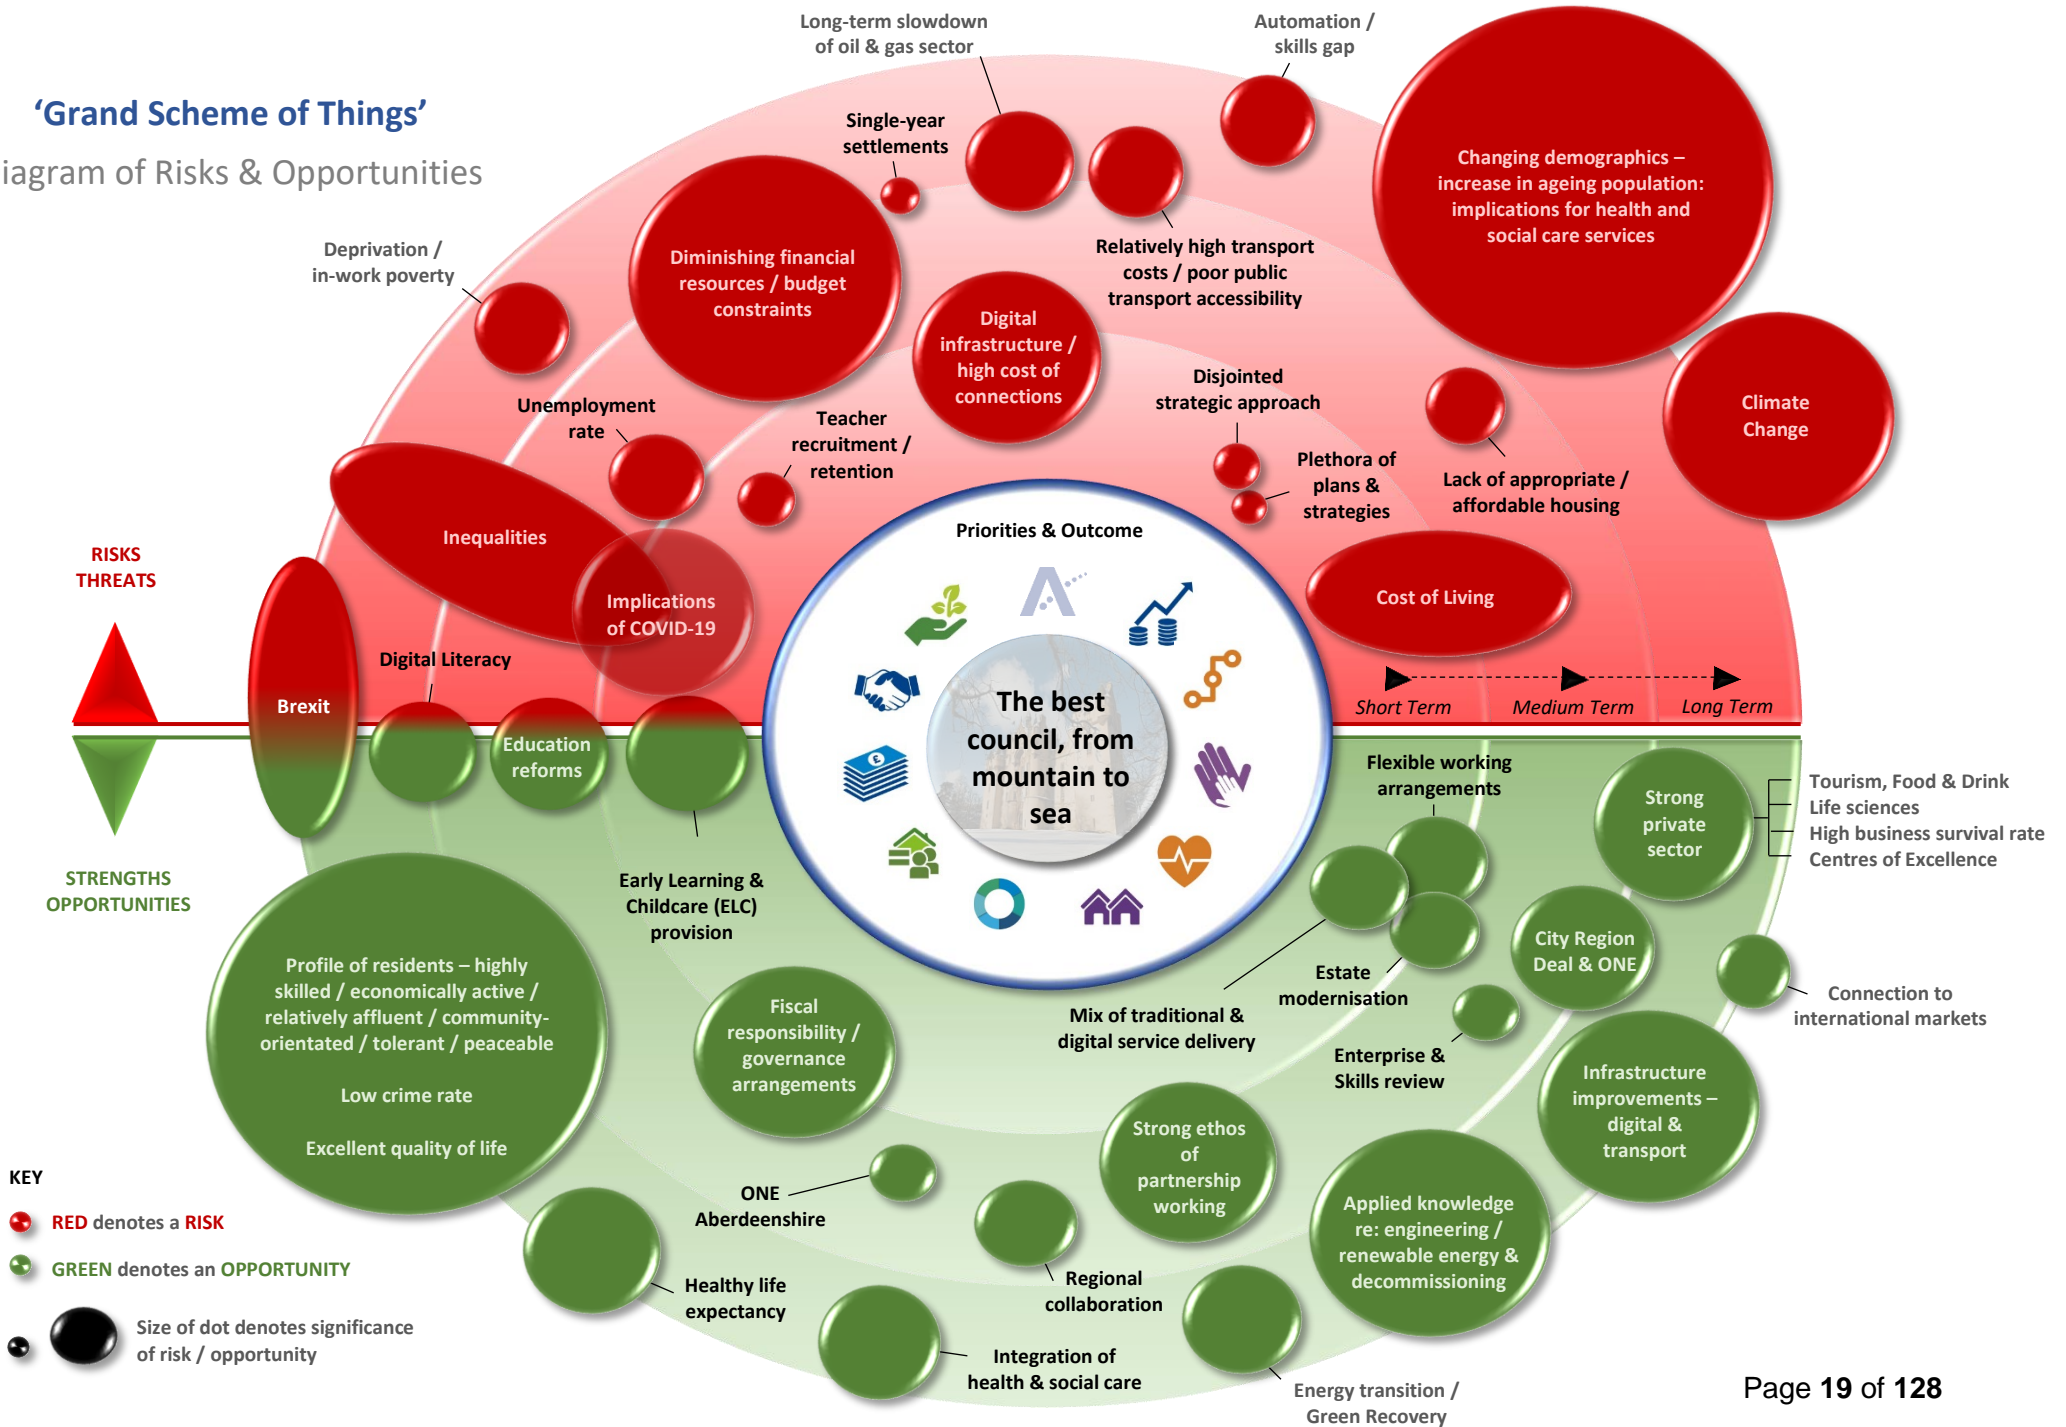 ‘Grand Scheme of Things’
iagram of Risks & Opportunities
Long-term slowdown
of oil & gas sector
Automation /
skills gap
Single-year
settlements
Changing demographics –
increase in ageing population:
implications for health and
social care services
Deprivation /
in-work poverty
Diminishing financial
resources / budget
constraints
Relatively high transport
costs / poor public
transport accessibility
Digital
infrastructure /
high cost of
connections
Disjointed
strategic approach
Climate
Change
Unemployment
rate
Teacher
recruitment /
retention
Plethora of
plans &
strategies
Lack of appropriate /
affordable housing
Inequalities
Priorities & Outcome
RISKS
THREATS
Implications
of COVID-19
Cost of Living
Digital Literacy
Brexit
Short Term
Medium Term
Long Term
The best
council, from
mountain to
sea
£
Education
reforms
Flexible working
arrangements
Strong
private
sector
Tourism, Food & Drink
Life sciences
High business survival rate
Centres of Excellence
STRENGTHS
OPPORTUNITIES
Early Learning &
Childcare (ELC)
provision
City Region
Deal & ONE
Profile of residents – highly
skilled / economically active /
relatively affluent / community-
orientated / tolerant / peaceable
Low crime rate
Excellent quality of life
Fiscal
responsibility /
governance
arrangements
Estate
modernisation
Mix of traditional &
digital service delivery
Connection to
international markets
Enterprise &
Skills review
Infrastructure
improvements –
digital &
transport
Strong ethos
of
partnership
working
KEY
RED denotes a RISK
GREEN denotes an OPPORTUNITY
Size of dot denotes significance
of risk / opportunity
ONE
Aberdeenshire
Applied knowledge
re: engineering /
renewable energy &
decommissioning
Healthy life
expectancy
Regional
collaboration
Integration of
health & social care
Energy transition /
Green Recovery
Page 19 of 128